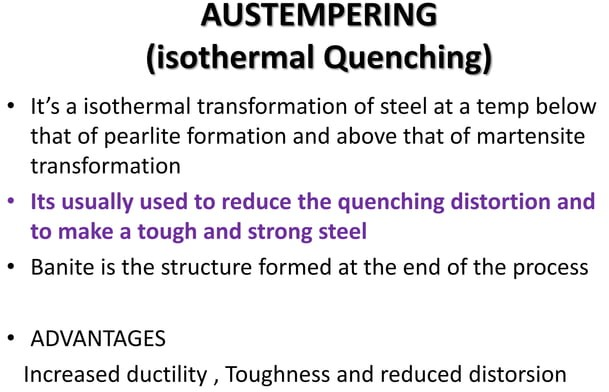 AUSTEMPERING
(isothermal Quenching)
• It’s a isothermal transformation of steel at a temp below
that of pearlite formation and above that of martensite
transformation
• Its usually used to reduce the quenching distortion and
to make a tough and strong steel
• Banite is the structure formed at the end of the process
• ADVANTAGES
Increased ductility , Toughness and reduced distorsion